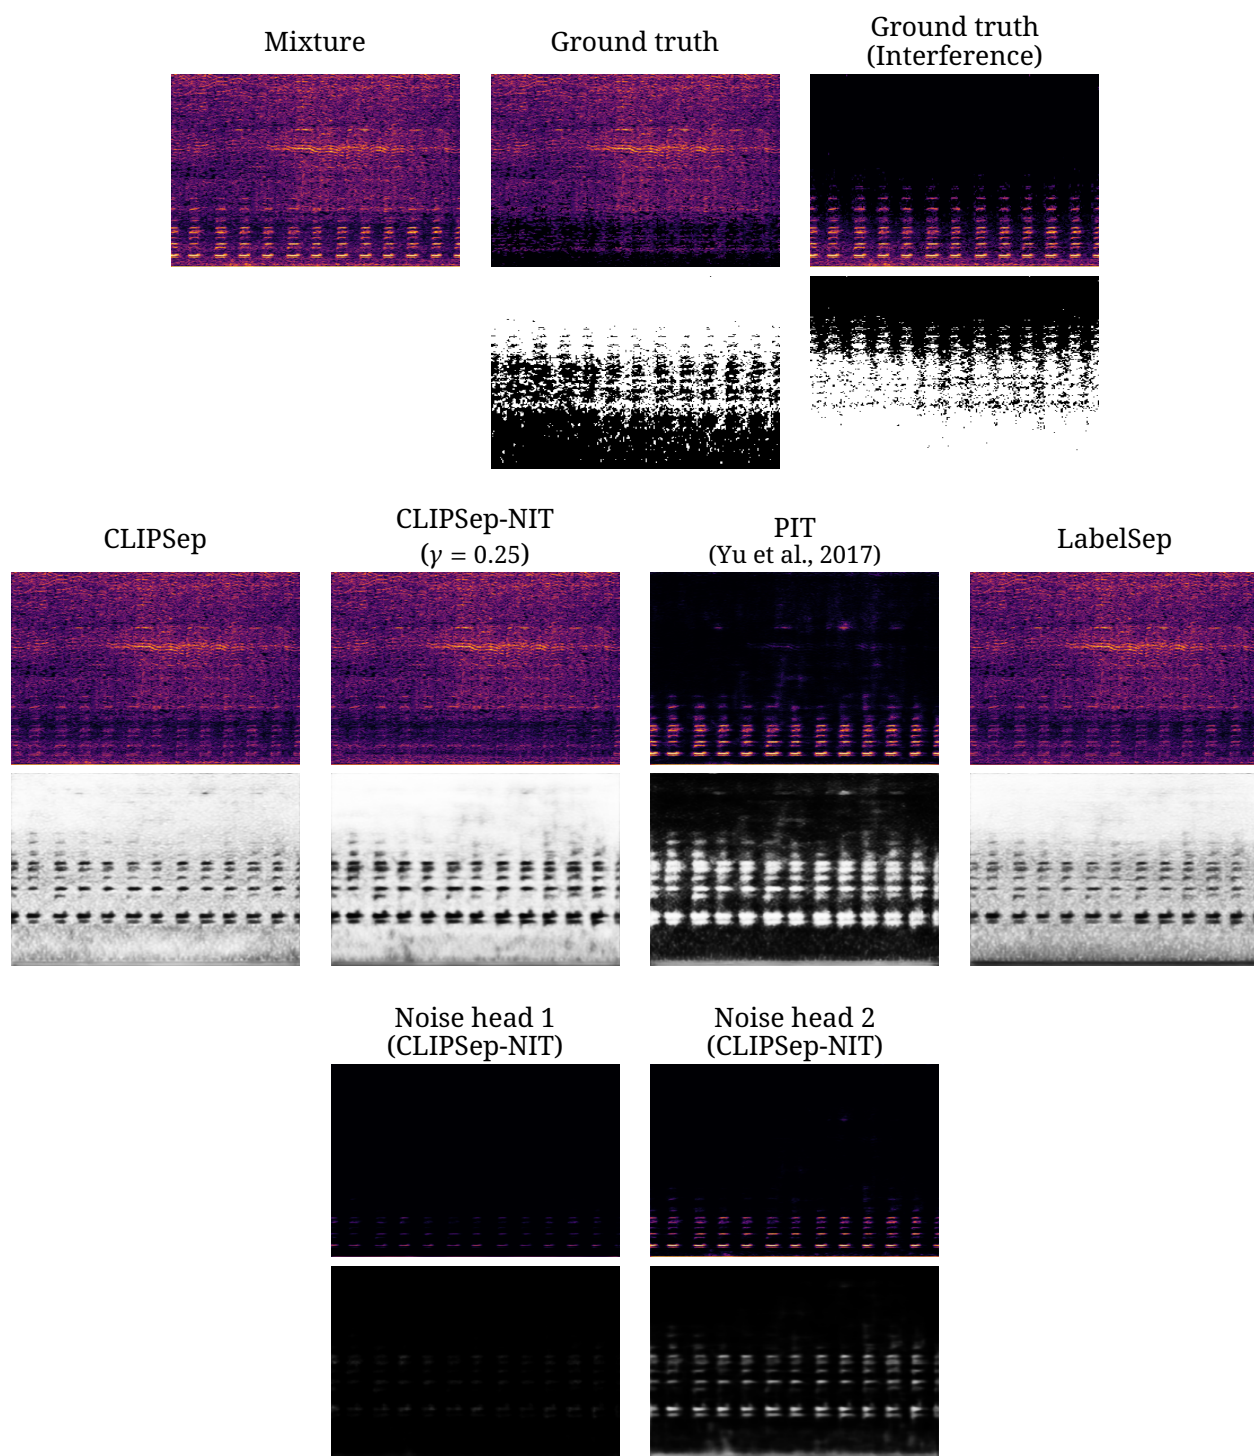 Mixture
Ground truth
Ground truth
(Interference)
CLIPSep
CLIPSep-NIT
(γ = 0.25)
PIT
(Yu et al., 2017)
LabelSep
Noise head 1
(CLIPSep-NIT)
Noise head 2
(CLIPSep-NIT)